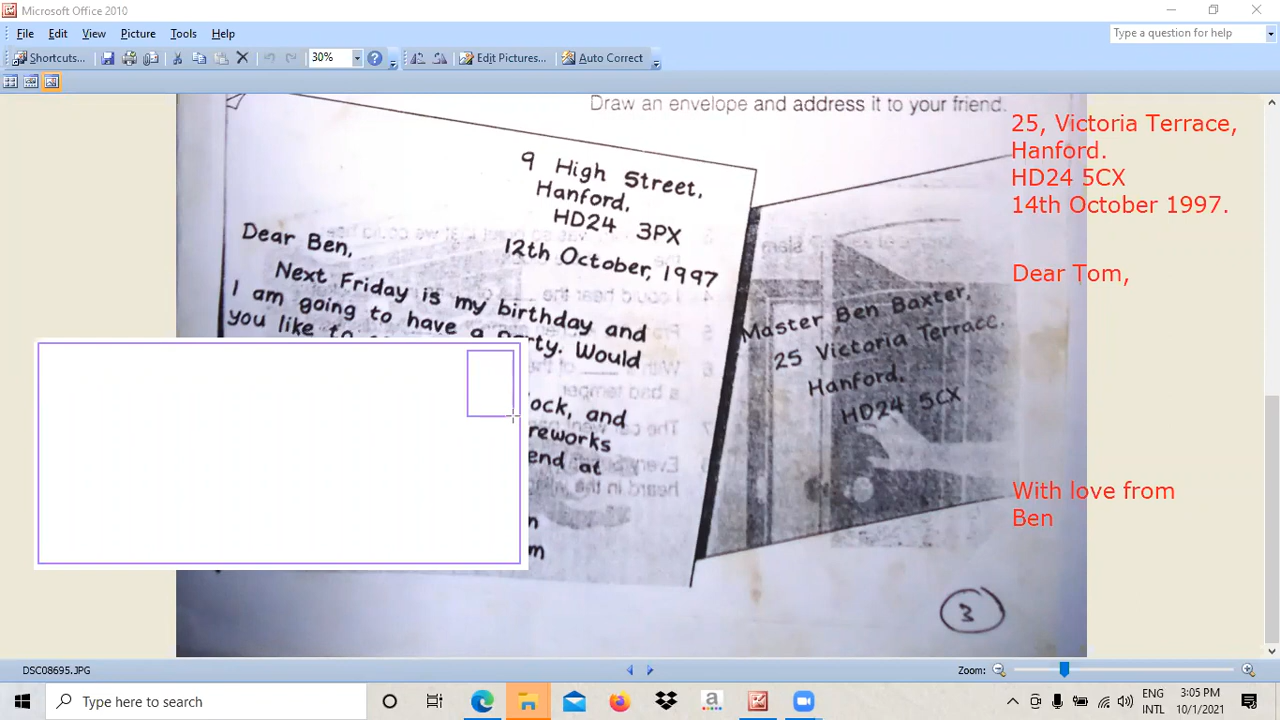 Microsoft Office 2010
File Edit View Picture Tools Help
Type a question for help
Shortcuts...
30%
Edit Pictures...
Auto Correct
Draw an envelope and address it to your friend.
9 High Street,
Hanford,
HD24 3PX
12th October, 1997
Dear Ben,
Next Friday is my birthday and
I am going to have a party. Would
you like to
ock, and
reworks
end at
n
m
Master Ben Baxter,
25 Victoria Terrace.
Hanford,
HD24 5CX
3
25, Victoria Terrace,
Hanford.
HD24 5CX
14th October 1997.
Dear Tom,
With love from
Ben
DSC08695.JPG
Zoom:
Type here to search
ENG
INTL
3:05 PM
10/1/2021